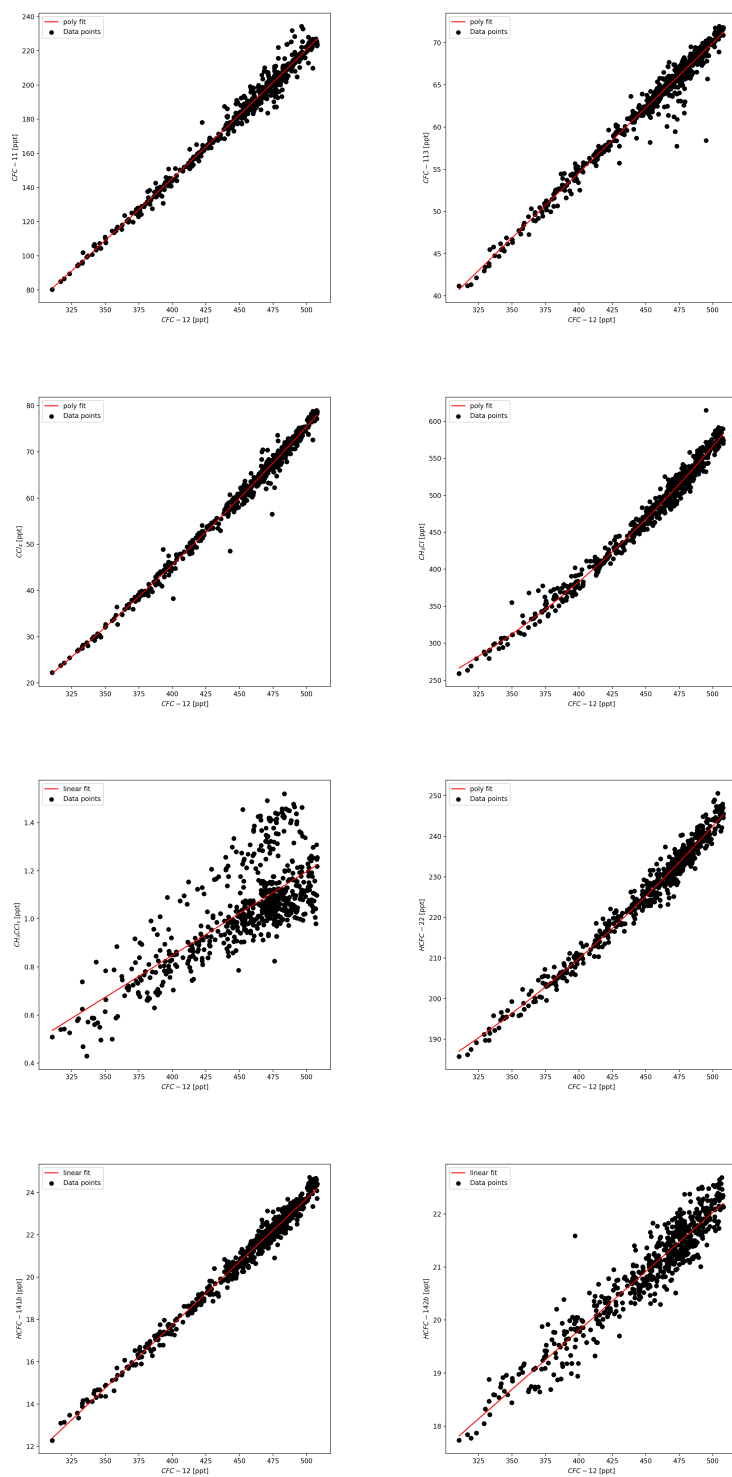 poly fit
Data points
240
220
200
180
160
140
120
100
80
CFC − 11 [ppt]
325 350 375 400 425 450 475 500
CFC − 12 [ppt]
poly fit
Data points
70
65
60
55
50
45
40
CFC − 113 [ppt]
325 350 375 400 425 450 475 500
CFC − 12 [ppt]
poly fit
Data points
80
70
60
50
40
30
20
CCl₄ [ppt]
325 350 375 400 425 450 475 500
CFC − 12 [ppt]
poly fit
Data points
600
550
500
450
400
350
300
250
CH₃Cl [ppt]
325 350 375 400 425 450 475 500
CFC − 12 [ppt]
linear fit
Data points
1.4
1.2
1.0
0.8
0.6
0.4
CH₃CCl₃ [ppt]
325 350 375 400 425 450 475 500
CFC − 12 [ppt]
poly fit
Data points
250
240
230
220
210
200
190
HCFC − 22 [ppt]
325 350 375 400 425 450 475 500
CFC − 12 [ppt]
linear fit
Data points
24
22
20
18
16
14
12
HCFC − 141b [ppt]
325 350 375 400 425 450 475 500
CFC − 12 [ppt]
linear fit
Data points
22
21
20
19
18
HCFC − 142b [ppt]
325 350 375 400 425 450 475 500
CFC − 12 [ppt]